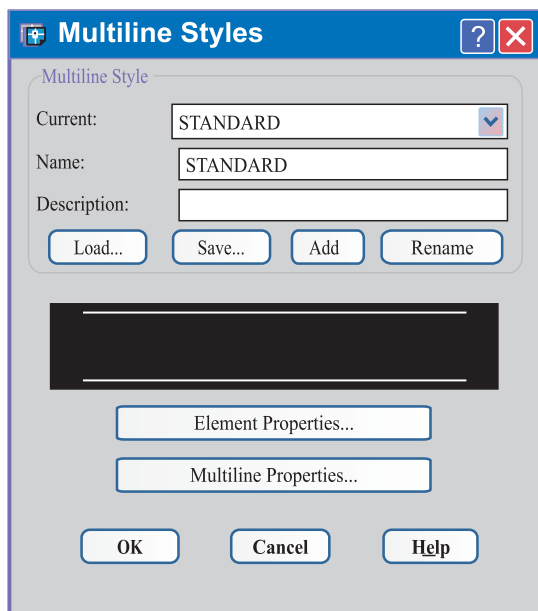 Multiline Styles ?
Multiline Style
Current: STANDARD
Name: STANDARD
Description:
Load... Save... Add Rename
Element Properties...
Multiline Properties...
OK Cancel Help